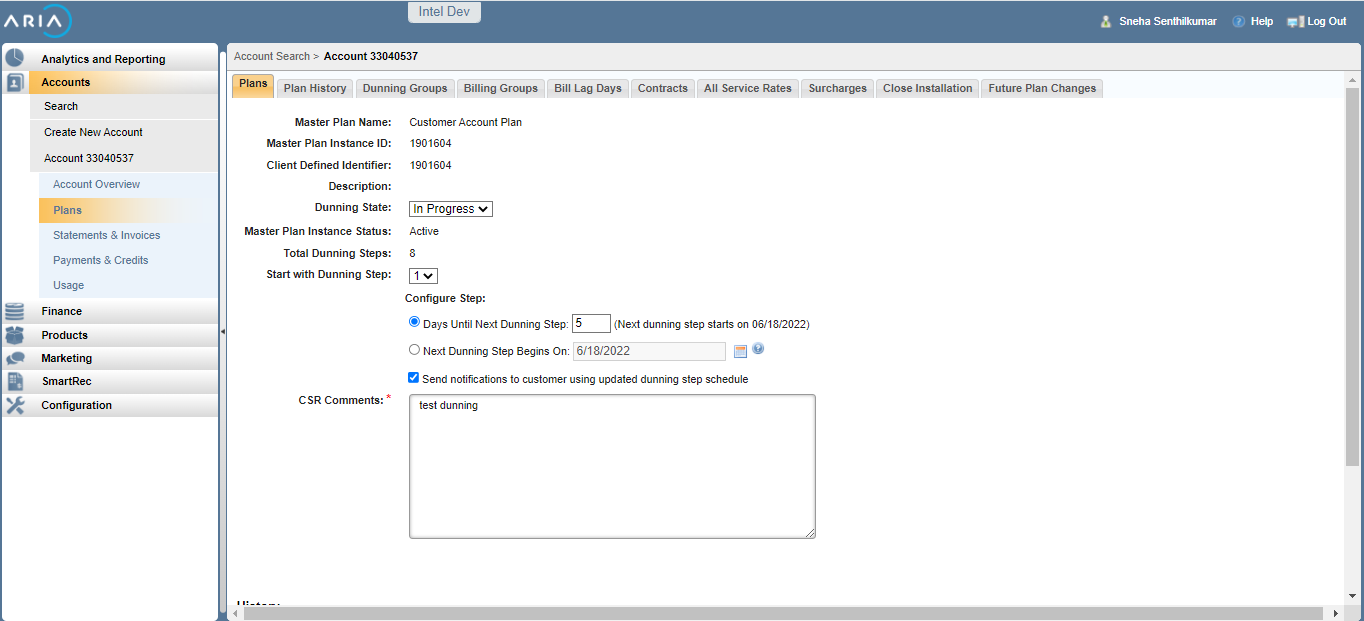 ARIA
Intel Dev
Sneha Senthilkumar
Help
Log Out
Analytics and Reporting
Accounts
Search
Create New Account
Account 33040537
Account Overview
Plans
Statements & Invoices
Payments & Credits
Usage
Finance
Products
Marketing
SmartRec
Configuration
Account Search > Account 33040537
Plans Plan History Dunning Groups Billing Groups Bill Lag Days Contracts All Service Rates Surcharges Close Installation Future Plan Changes
Master Plan Name: Customer Account Plan
Master Plan Instance ID: 1901604
Client Defined Identifier: 1901604
Description:
Dunning State: In Progress
Master Plan Instance Status: Active
Total Dunning Steps: 8
Start with Dunning Step: 1
Configure Step:
Days Until Next Dunning Step: 5 (Next dunning step starts on 06/18/2022)
Next Dunning Step Begins On: 6/18/2022
Send notifications to customer using updated dunning step schedule
CSR Comments: * test dunning
History